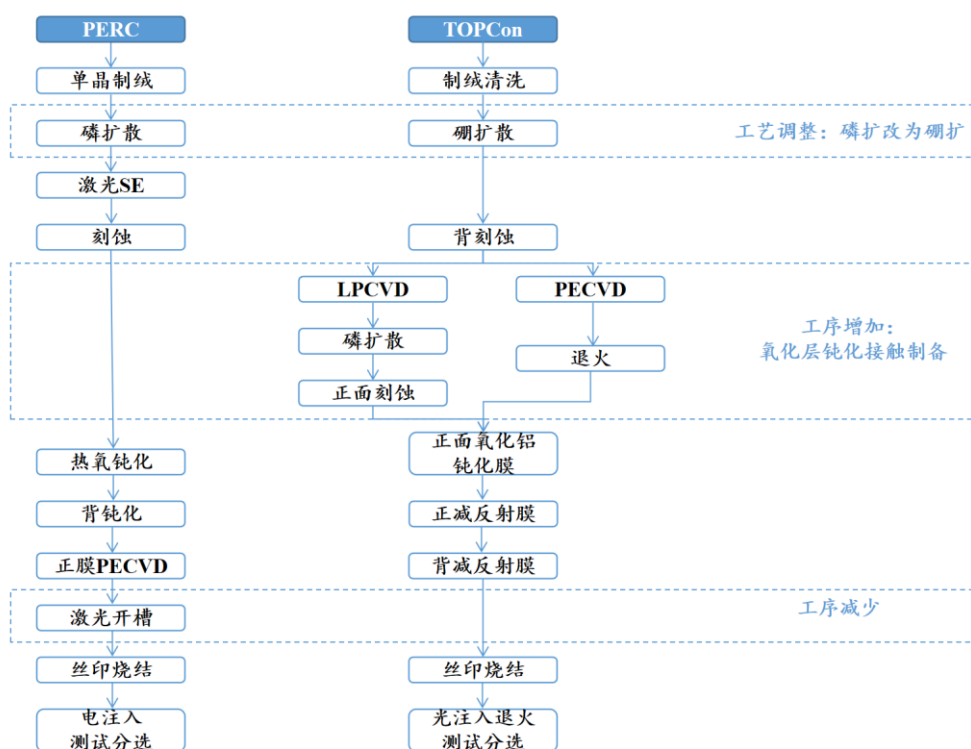 PERC
TOPCon
单晶制绒
制绒清洗
磷扩散
硼扩散
工艺调整：磷扩改为硼扩
激光SE
刻蚀
背刻蚀
LPCVD
PECVD
磷扩散
退火
正面刻蚀
工序增加：
氧化层钝化接触制备
热氧钝化
正面氧化铝
钝化膜
背钝化
正减反射膜
正膜PECVD
背减反射膜
激光开槽
工序减少
丝印烧结
丝印烧结
电注入
测试分选
光注入退火
测试分选